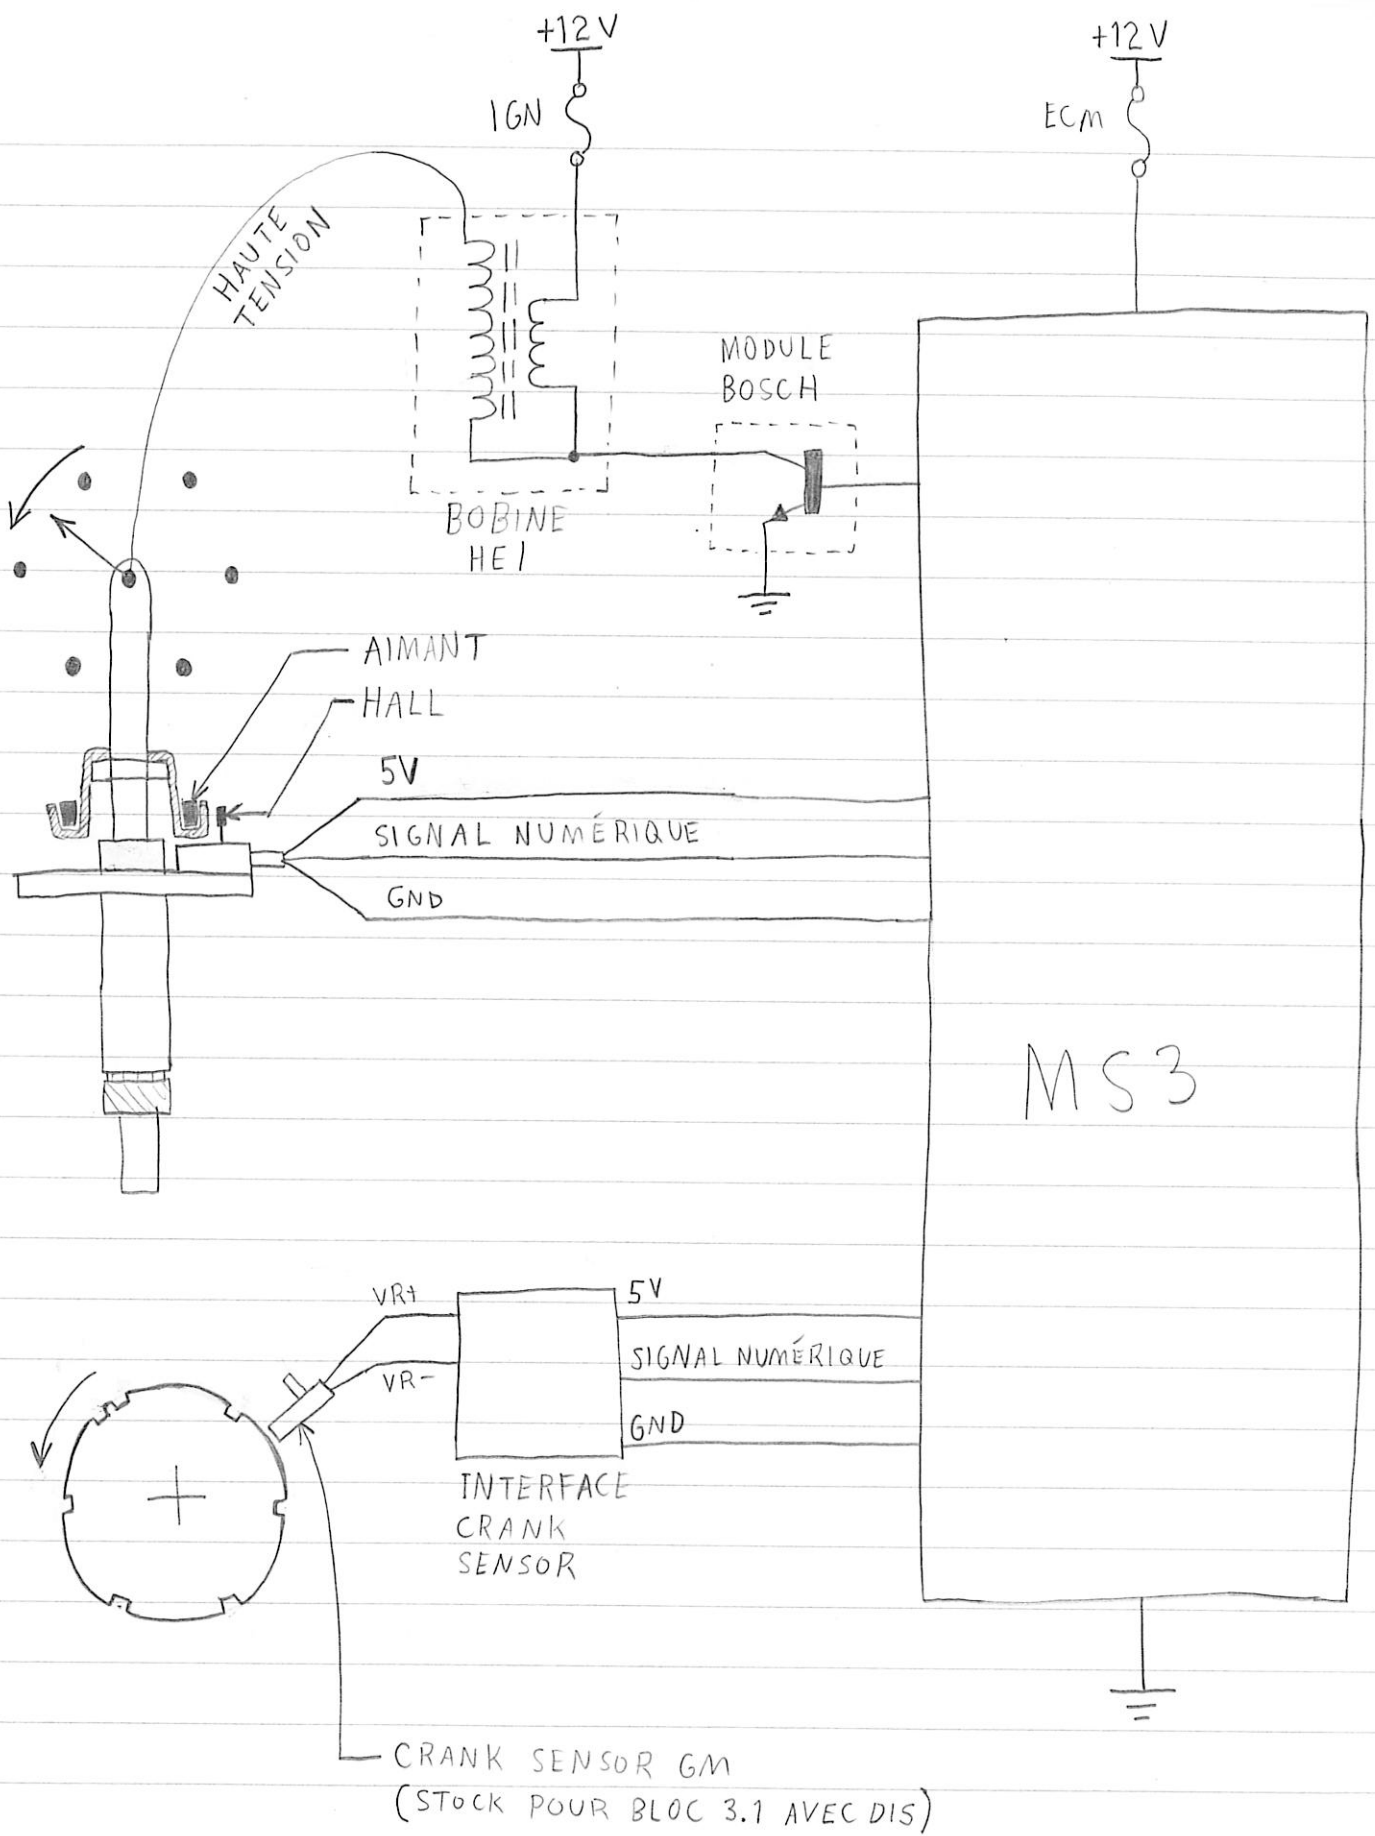 +12V
+12V
IGN
ECM
HAUTE
TENSION
MODULE
BOSCH
BOBINE
HEI
AIMANT
HALL
5V
SIGNAL NUMÉRIQUE
GND
MS3
VR+
VR-
5V
SIGNAL NUMÉRIQUE
GND
INTERFACE
CRANK
SENSOR
CRANK SENSOR GM
(STOCK POUR BLOC 3.1 AVEC DIS)